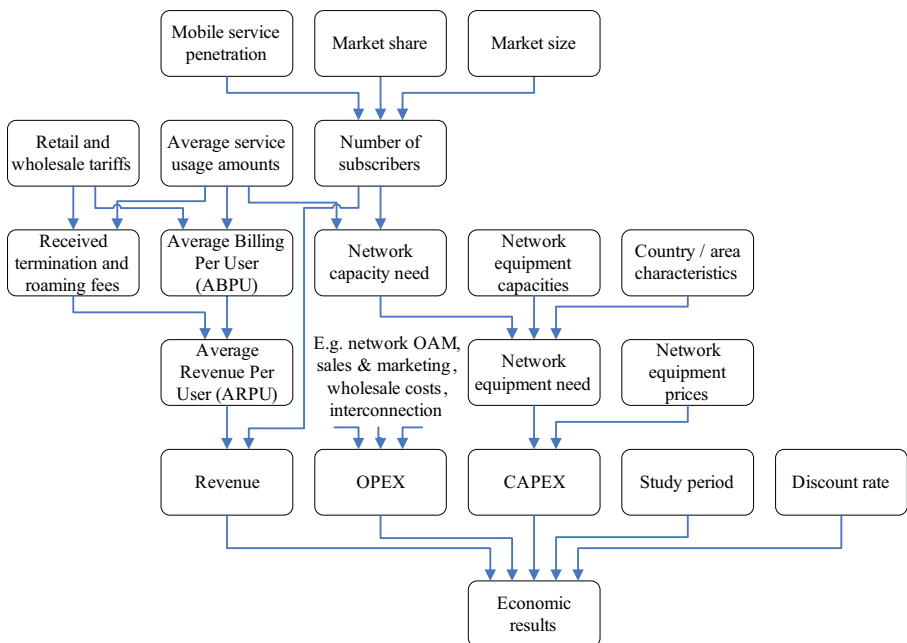 Mobile service
penetration
Market share
Market size
Retail and
wholesale tariffs
Average service
usage amounts
Number of
subscribers
Received
termination and
roaming fees
Average Billing
Per User
(ABPU)
Network
capacity need
Network
equipment
capacities
Country / area
characteristics
Average
Revenue Per
User (ARPU)
E.g. network OAM,
sales & marketing,
wholesale costs,
interconnection
Network
equipment need
Network
equipment
prices
Revenue
OPEX
CAPEX
Study period
Discount rate
Economic
results